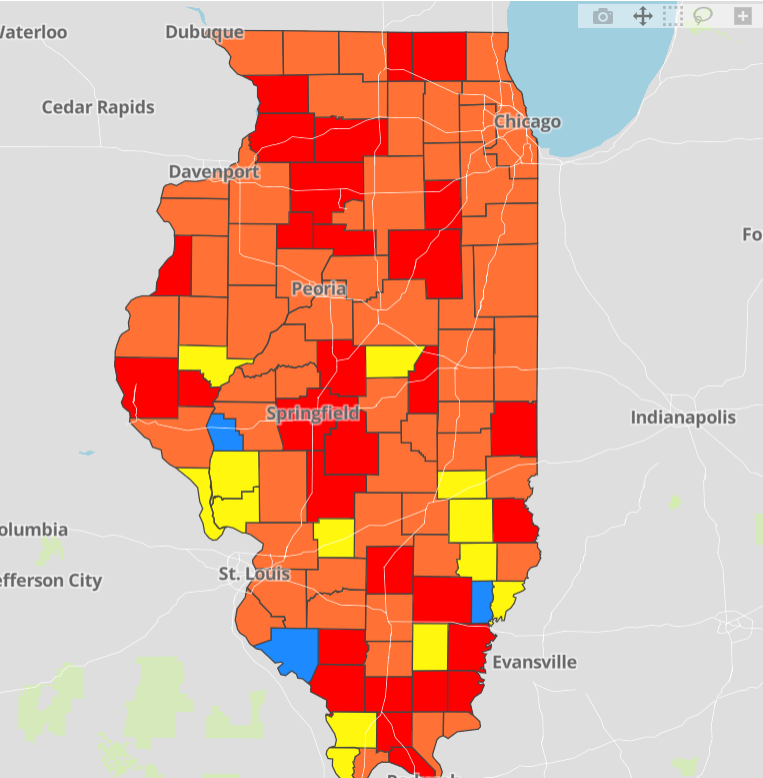 Waterloo
Dubuque
Cedar Rapids
Chicago
Davenport
Fo
Peoria
Springfield
Indianapolis
olumbia
St. Louis
efferson City
Evansville